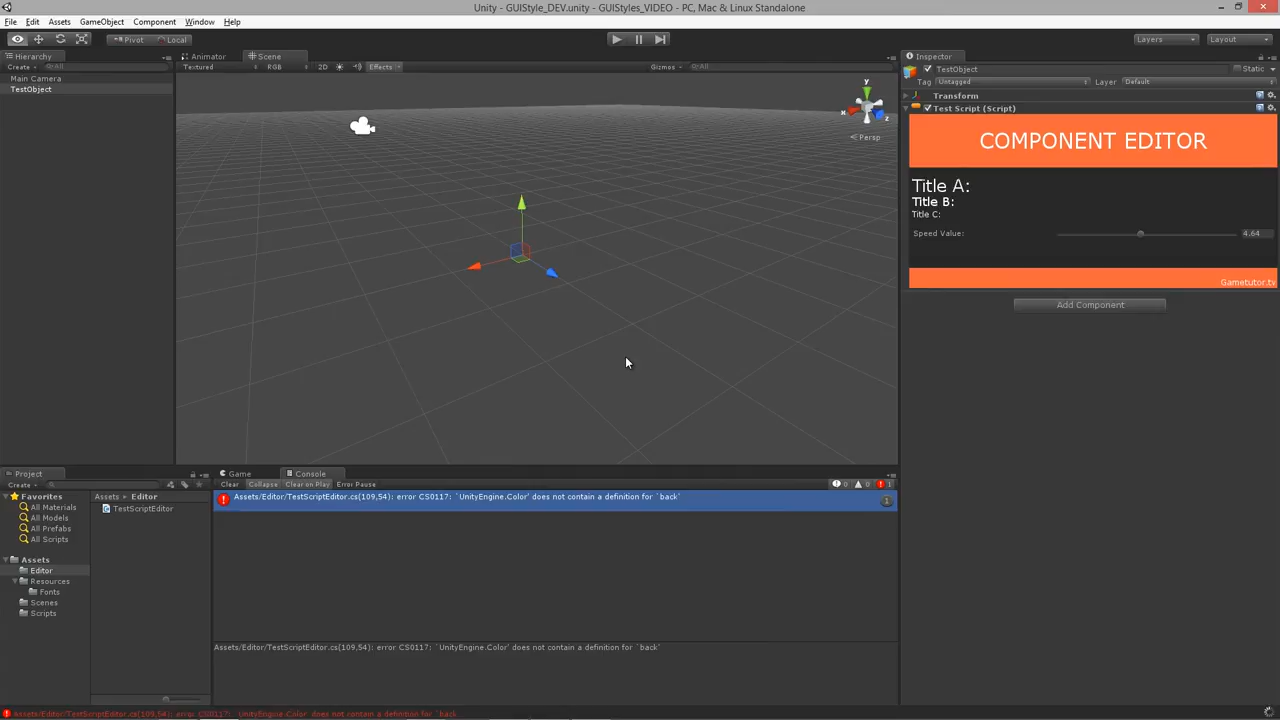 Unity - GUIStyle_DEV.unity - GUIStyles_VIDEO - PC, Mac & Linux Standalone
File Edit Assets GameObject Component Window Help
Pivot Local Layers Layout
Hierarchy Animator Scene Inspector
Create All Textured RGB 2D Effects Gizmos All
Main Camera
TestObject
TestObject Static
Tag Untagged Layer Default
Transform
Test Script (Script)
COMPONENT EDITOR
Title A:
Title B:
Title C:
Speed Value: 4.64
Gametutor.tv
Add Component
y
x
z
Persp
Project Game Console
Create Clear Collapse Clear on Play Error Pause 0 0 1
Favorites
All Materials
All Models
All Prefabs
All Scripts
Assets
Editor
Resources
Fonts
Scenes
Scripts
Assets Editor
TestScriptEditor
Assets/Editor/TestScriptEditor.cs(109,54): error CS0117: `UnityEngine.Color' does not contain a definition for `back'
1
Assets/Editor/TestScriptEditor.cs(109,54): error CS0117: `UnityEngine.Color' does not contain a definition for `back'
Assets/Editor/TestScriptEditor.cs(109,54): error CS0117: `UnityEngine.Color' does not contain a definition for `back'